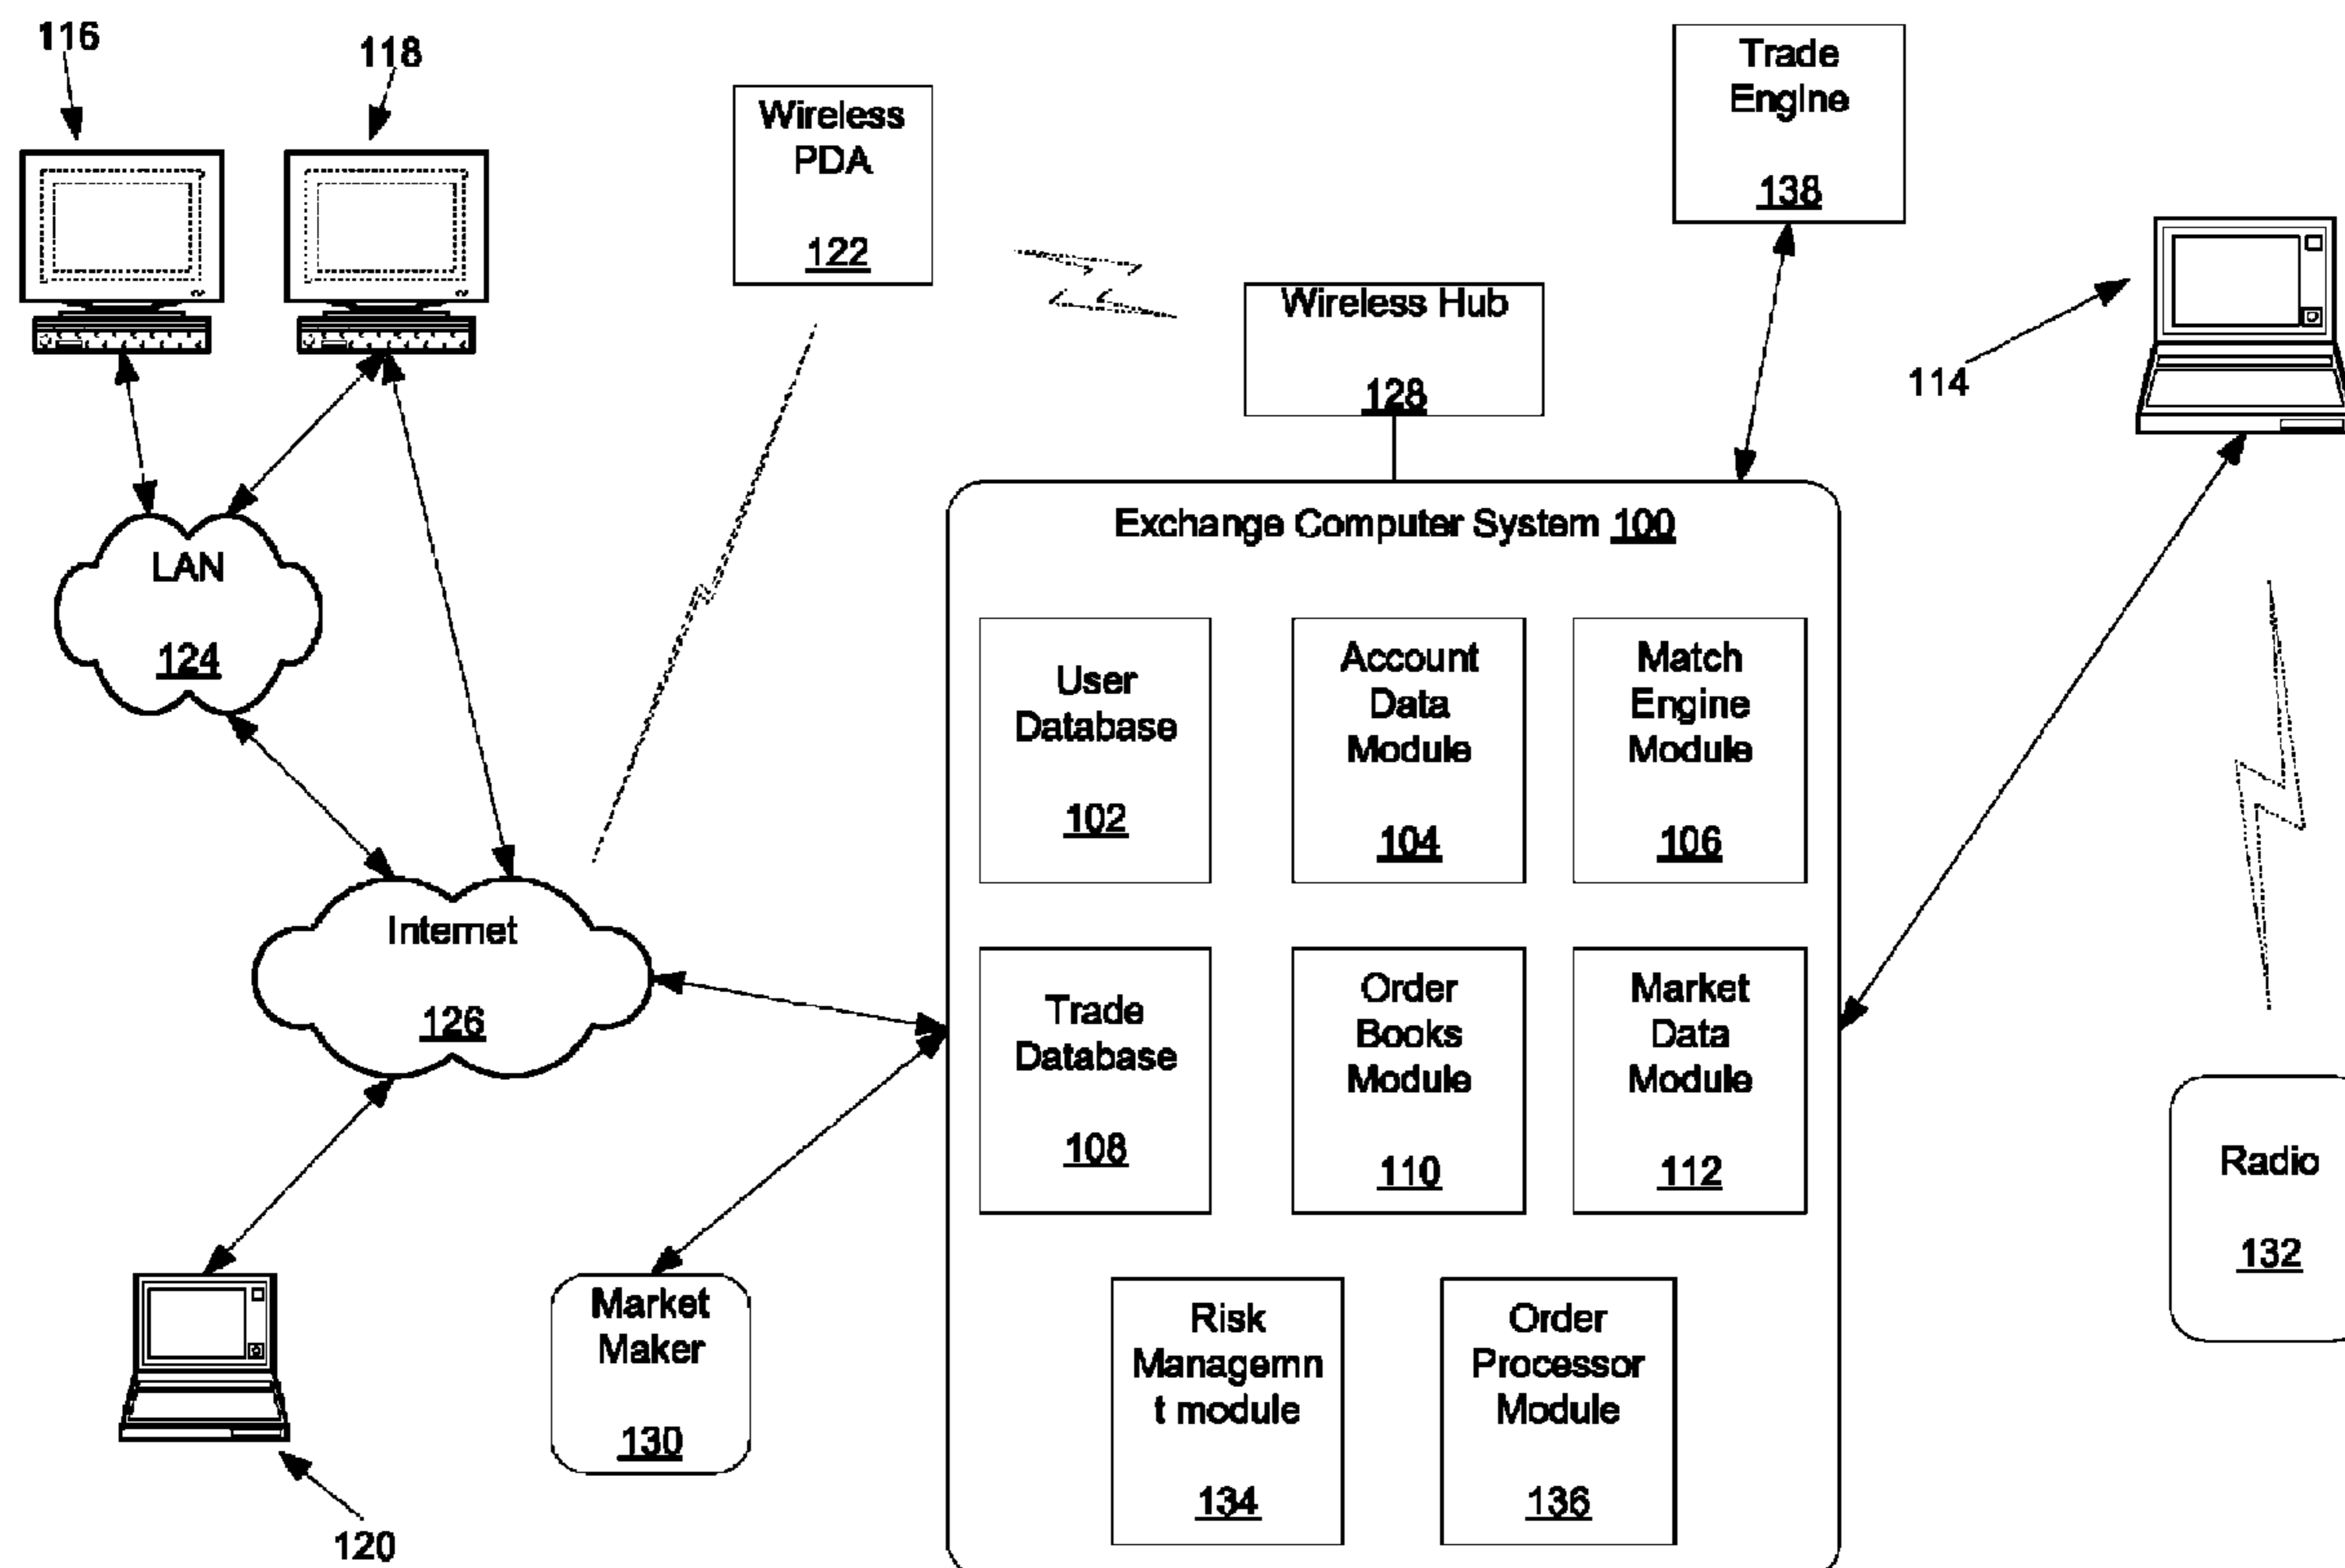 116
118
Wireless
PDA
122
Trade
Engine
138
Wireless Hub
128
114
Exchange Computer System 100
LAN
124
User
Database
102
Account
Data
Module
104
Match
Engine
Module
106
Internet
126
Trade
Database
108
Order
Books
Module
110
Market
Data
Module
112
Radio
132
Market
Maker
130
Risk
Managemn
t module
134
Order
Processor
Module
136
120